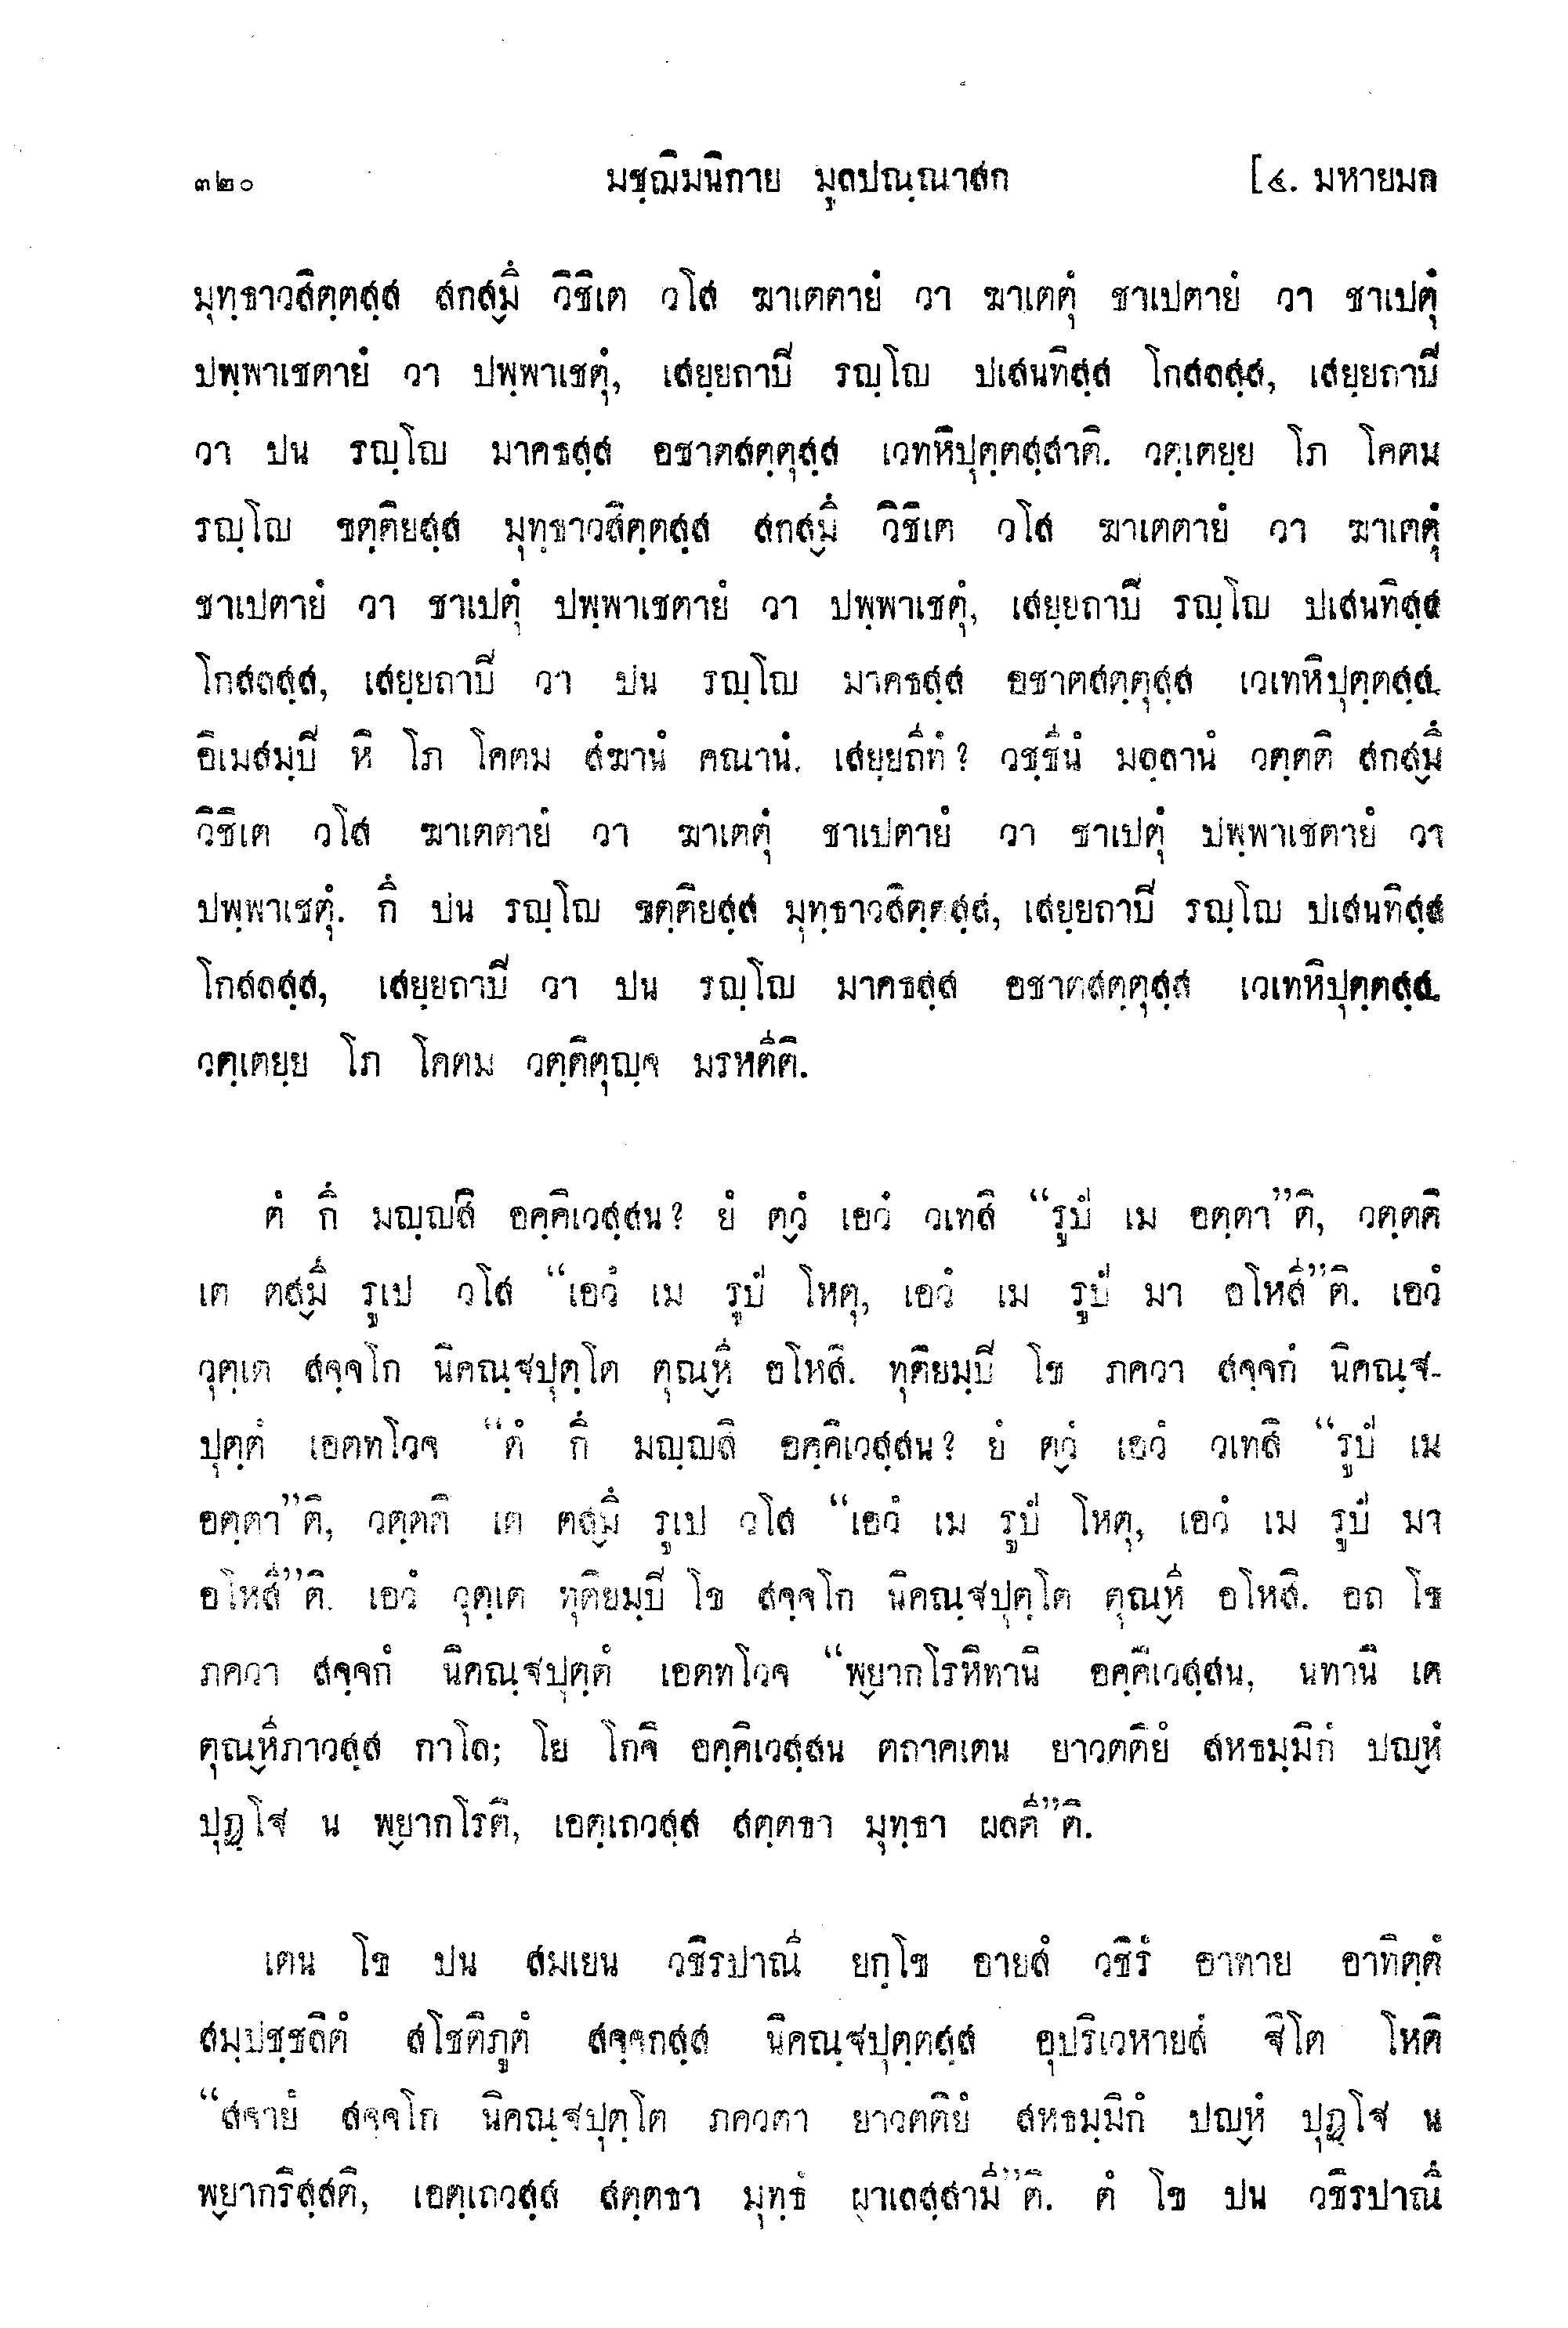 ๓๒๐ มชฺฌิมนิกาย มูลปณฺณาสก [๔. มหายมก
มุทฺธาวสิตฺตสฺส สกสฺมึ วิชิเต วโส ฆาเตตายํ วา ฆาเตตุํ ชาเปตายํ วา ชาเปตุํ
ปพฺพาเชตายํ วา ปพฺพาเชตุํ, เสยฺยถาปี รญฺโญ ปเสนทิสฺส โกสลสฺส, เสยฺยถาปี
วา ปน รญฺโญ มาคธสฺส อชาตสตฺตุสฺส เวเทหิปุตฺตสฺสาติ. วตฺเตยฺย โภ โคตม
รญฺโญ ขตฺติยสฺส มุทฺธาวสิตฺตสฺส สกสฺมึ วิชิเต วโส ฆาเตตายํ วา ฆาเตตุํ
ชาเปตายํ วา ชาเปตุํ ปพฺพาเชตายํ วา ปพฺพาเชตุํ, เสยฺยถาปี รญฺโญ ปเสนทิสฺส
โกสลสฺส, เสยฺยถาปี วา ปน รญฺโญ มาคธสฺส อชาตสตฺตุสฺส เวเทหิปุตฺตสฺส.
อิเมสมฺปี หิ โภ โคตม สํฆานํ คณานํ. เสยฺยถีทํ? วชฺชีนํ มลฺลานํ วตฺตติ สกสฺมึ
วิชิเต วโส ฆาเตตายํ วา ฆาเตตุํ ชาเปตายํ วา ชาเปตุํ ปพฺพาเชตายํ วา
ปพฺพาเชตุํ. กึ ปน รญฺโญ ขตฺติยสฺส มุทฺธาวสิตฺตสฺส, เสยฺยถาปี รญฺโญ ปเสนทิสฺส
โกสลสฺส, เสยฺยถาปี วา ปน รญฺโญ มาคธสฺส อชาตสตฺตุสฺส เวเทหิปุตฺตสฺส.
วตฺเตยฺย โภ โคตม วตฺติตุญฺจ มรหตีติ.
ตํ กึ มญฺญสิ อคฺคิเวสฺสน? ยํ ตฺวํ เอวํ วเทสิ “รูปํ เม อตฺตา”ติ, วตฺตติ
เต ตสฺมึ รูเป วโส “เอวํ เม รูปํ โหตุ, เอวํ เม รูปํ มา อโหสี”ติ. เอวํ
วุตฺเต สจฺจโก นิคณฺฐปุตฺโต ตุณฺหี อโหสิ. ทุติยมฺปี โข ภควา สจฺจกํ นิคณฺฐ-
ปุตฺตํ เอตทโวจ “ตํ กึ มญฺญสิ อคฺคิเวสฺสน? ยํ ตฺวํ เอวํ วเทสิ “รูปํ เม
อตฺตา”ติ, วตฺตติ เต ตสฺมึ รูเป วโส “เอวํ เม รูปํ โหตุ, เอวํ เม รูปํ มา
อโหสี”ติ. เอวํ วุตฺเต ทุติยมฺปี โข สจฺจโก นิคณฺฐปุตฺโต ตุณฺหี อโหสิ. อถ โข
ภควา สจฺจกํ นิคณฺฐปุตฺตํ เอตทโวจ “พฺยากโรหิทานิ อคฺคิเวสฺสน, นทานิ เต
ตุณฺหีภาวสฺส กาโล; โย โกจิ อคฺคิเวสฺสน ตถาคเตน ยาวตติยํ สหธมฺมิกํ ปญฺหํ
ปุฏฺโฐ น พฺยากโรติ, เอตฺเถวสฺส สตฺตธา มุทฺธา ผลตี”ติ.
เตน โข ปน สมเยน วชิรปาณี ยกฺโข อายสํ วชิรํ อาทาย อาทิตฺตํ
สมฺปชฺชลิตํ สโชติภูตํ สจฺจกสฺส นิคณฺฐปุตฺตสฺส อุปริเวหายสํ ฐิโต โหติ
“สจายํ สจฺจโก นิคณฺฐปุตฺโต ภควตา ยาวตติยํ สหธมฺมิกํ ปญฺหํ ปุฏฺโฐ น
พฺยากริสฺสติ, เอตฺเถวสฺส สตฺตธา มุทฺธํ ผาเลสฺสามี”ติ. ตํ โข ปน วชิรปาณึ